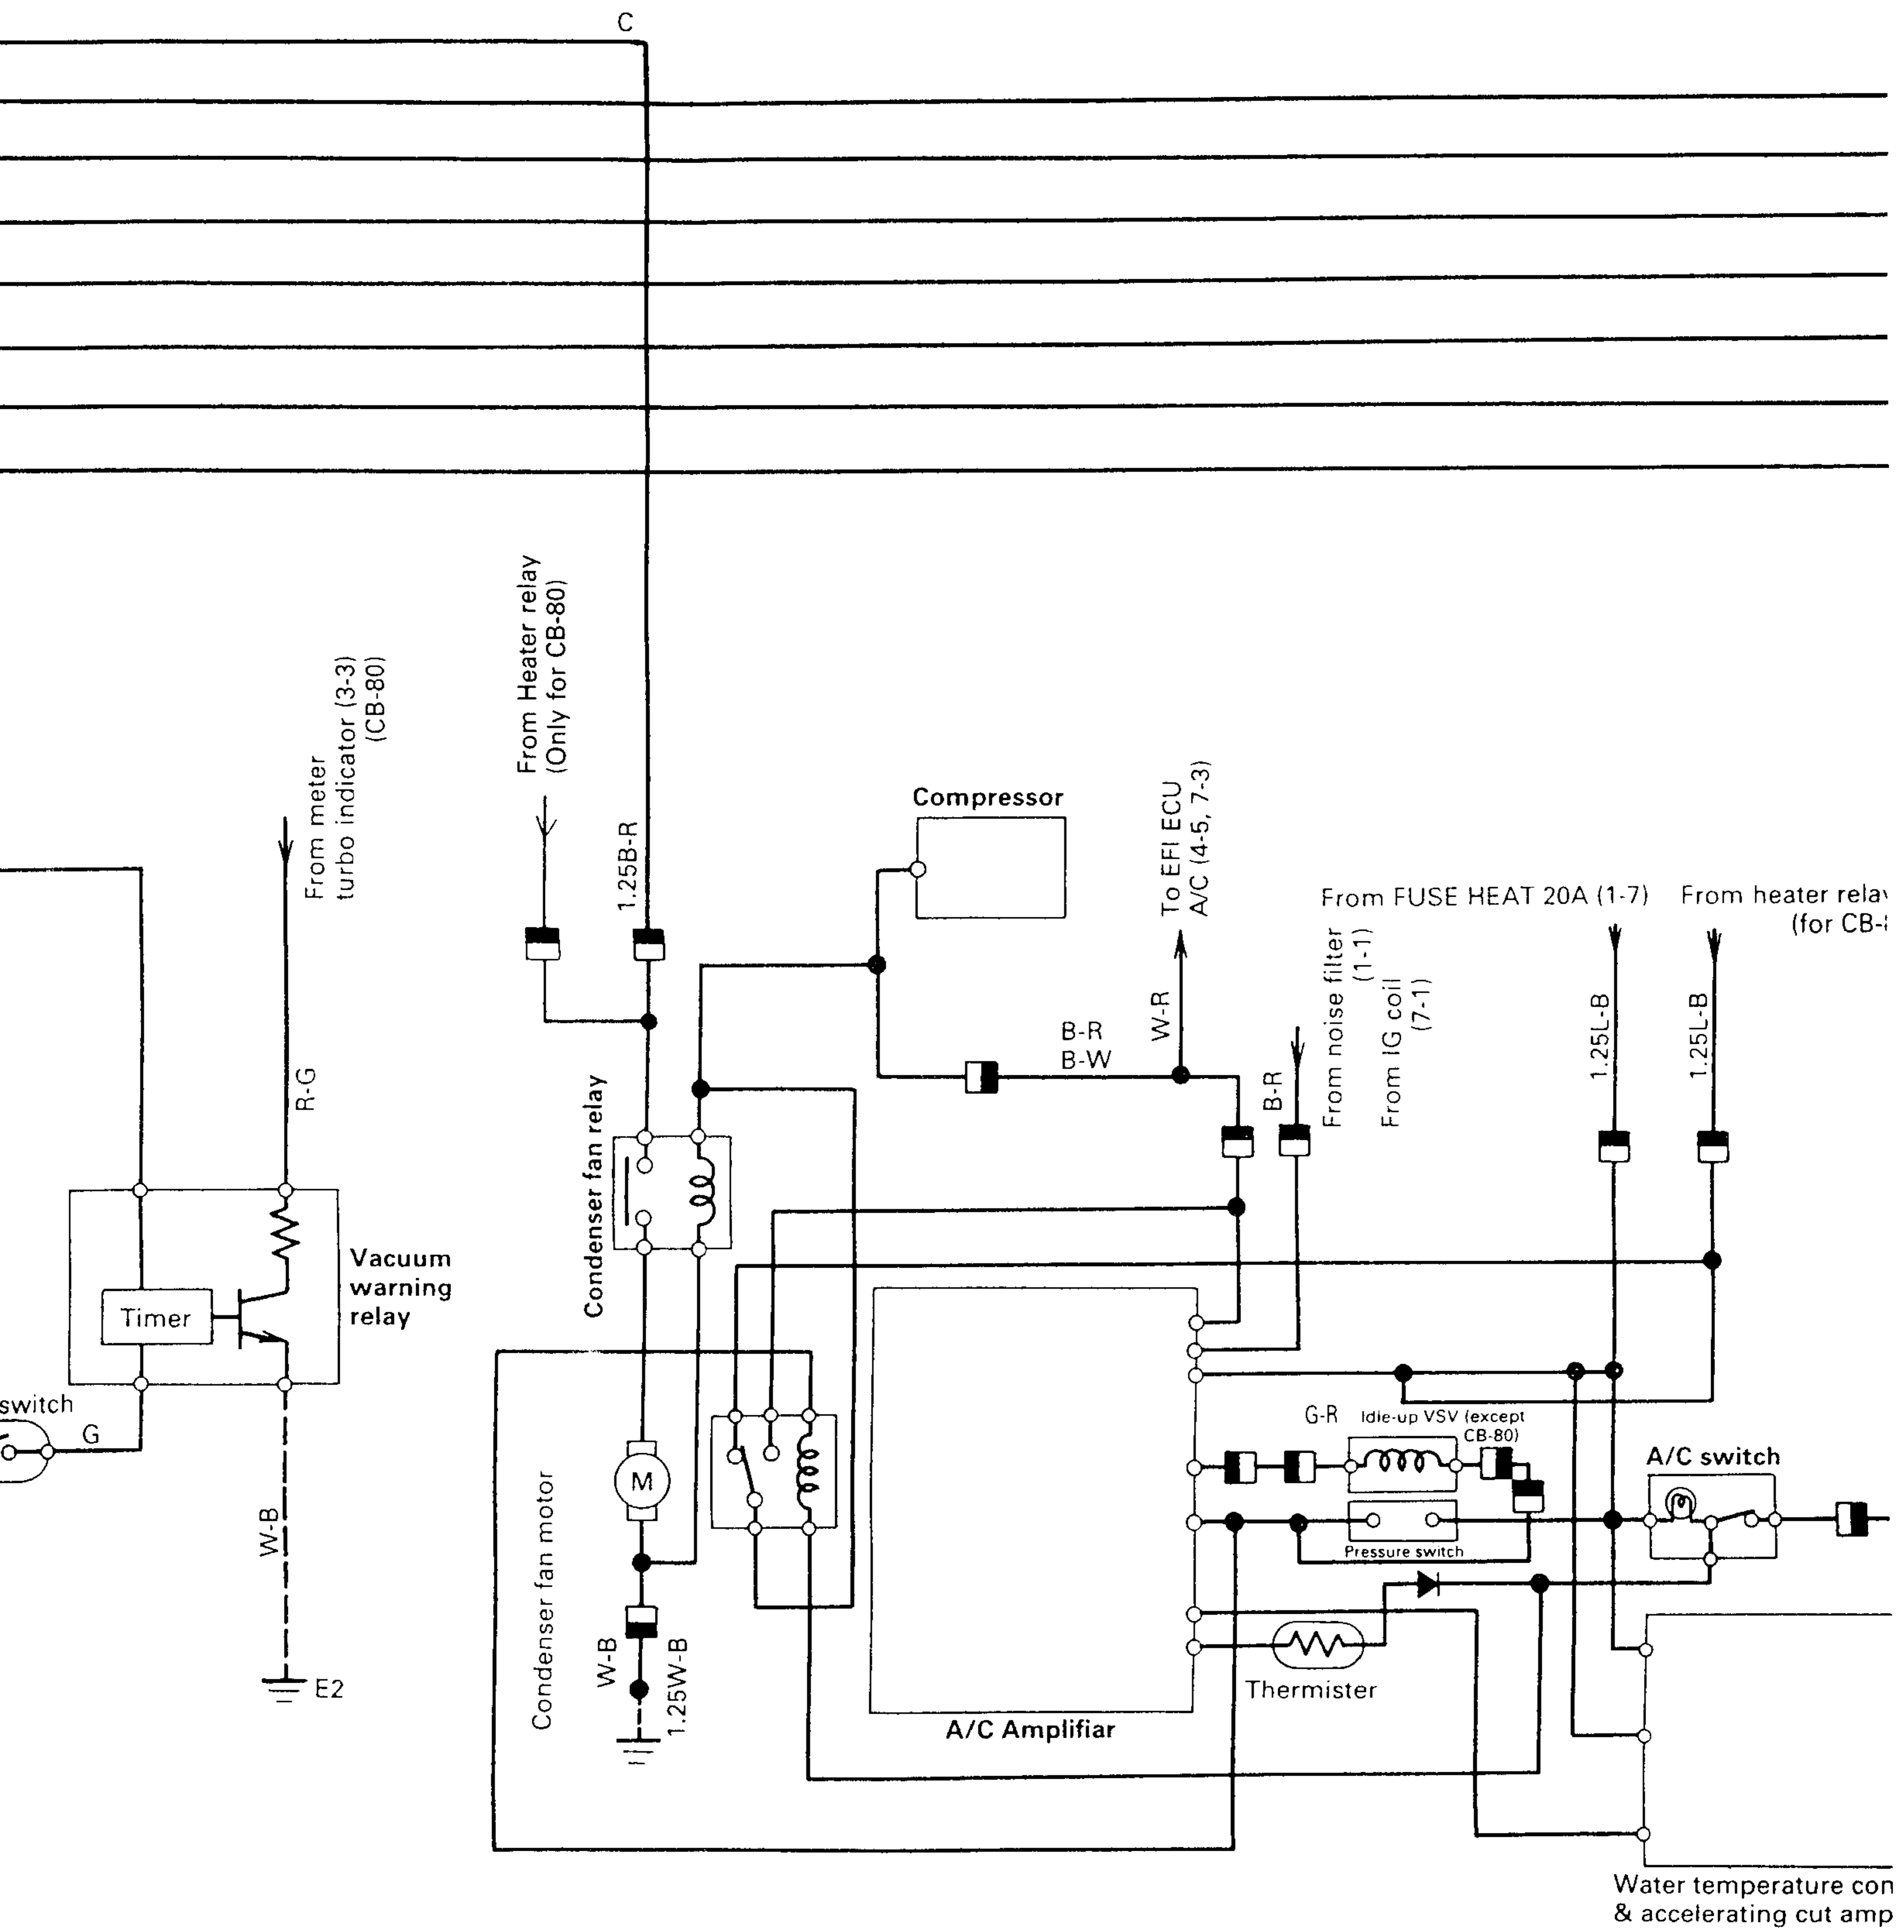 C
From Heater relay
(Only for CB-80)
From meter
turbo indicator (3-3)
(CB-80)
1.25B-R
Compressor
To EFI ECU
A/C (4-5, 7-3)
From FUSE HEAT 20A (1-7)
From heater relay
(for CB-
From noise filter
(1-1)
From IG coil
(7-1)
B-R
B-W
W-R
B-R
1.25L-B
1.25L-B
R-G
Condenser fan relay
Vacuum
warning
relay
Timer
switch
G
W-B
E2
M
Condenser fan motor
W-B
1.25W-B
G-R
Idle-up VSV (except
CB-80)
A/C switch
Pressure switch
Thermister
A/C Amplifiar
Water temperature con
& accelerating cut amp